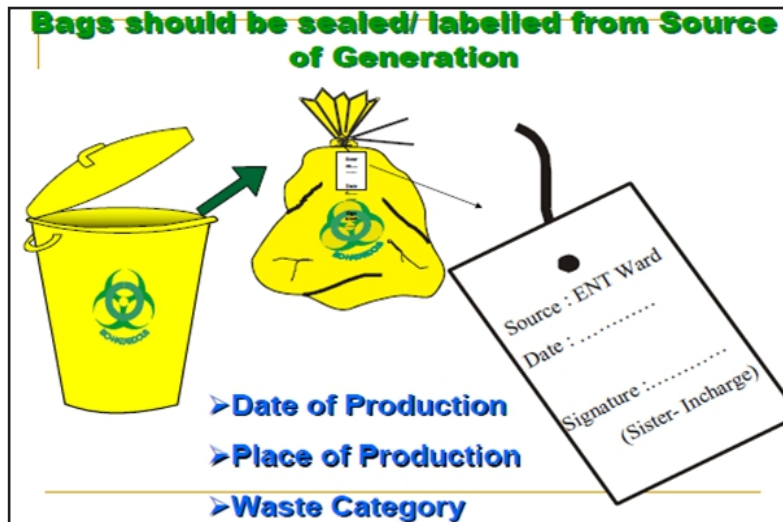 Bags should be sealed/ labelled from Source
of Generation
Source : ENT Ward
Date : ............
Signature :............
(Sister- Incharge)
➢Date of Production
➢Place of Production
➢Waste Category